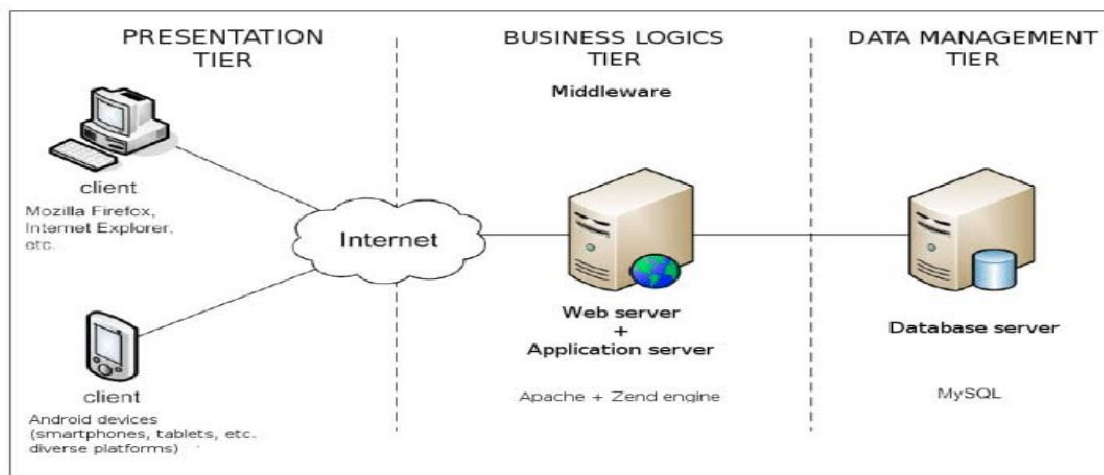 PRESENTATION
TIER
BUSINESS LOGICS
TIER
DATA MANAGEMENT
TIER
Middleware
client
Mozilla Firefox,
Internet Explorer,
etc.
Internet
Web server
+
Application server
Database server
Apache + Zend engine
MySQL
client
Android devices
(smartphones, tablets, etc.
diverse platforms)